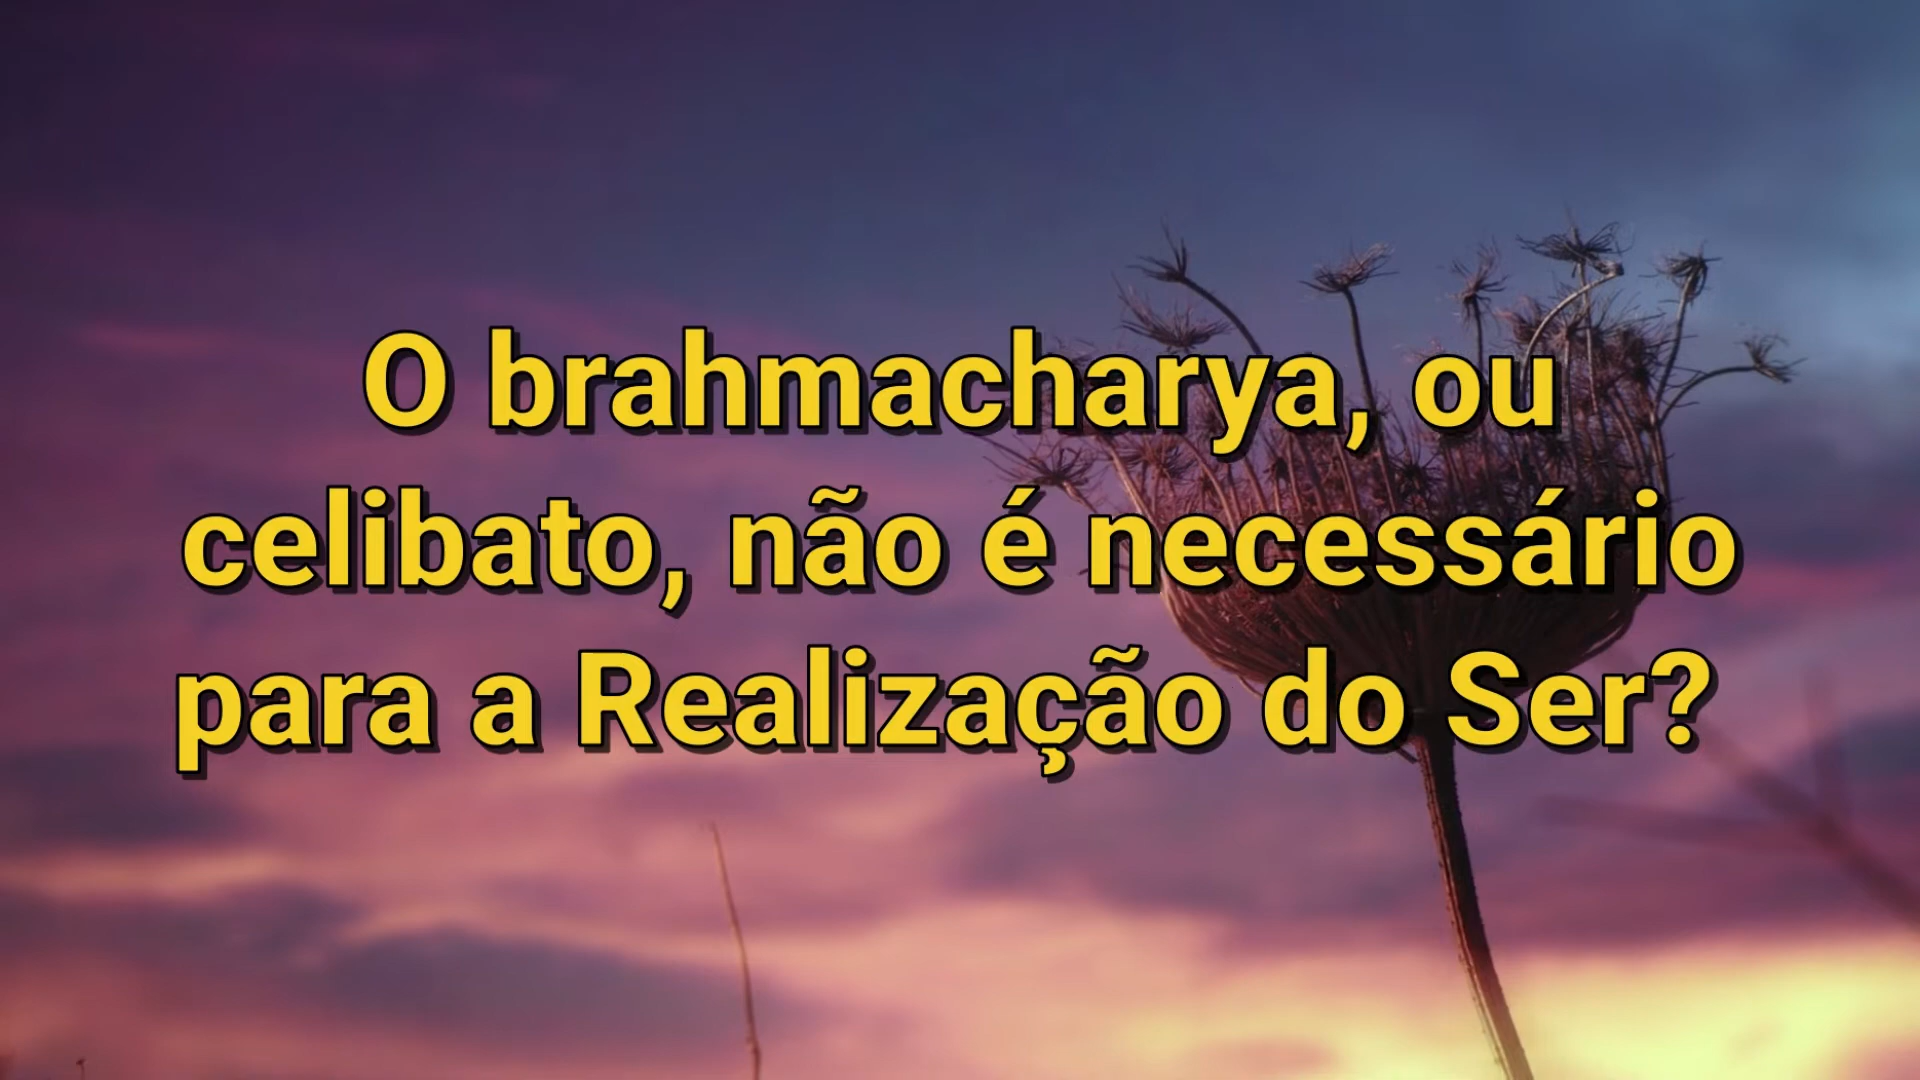 O brahmacharya, ou
celibato, não é necessário
para a Realização do Ser?